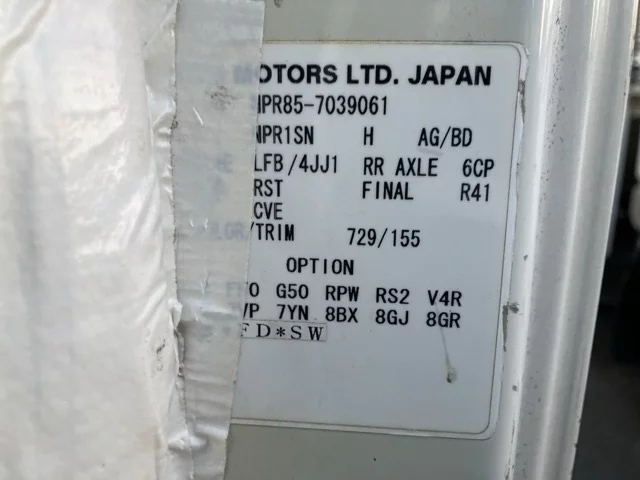 MOTORS LTD. JAPAN
NPR85-7039061
NPR1SN H AG/BD
LFB/4JJ1 RR AXLE 6CP
RST FINAL R41
CVE
/TRIM 729/155
OPTION
G50 RPW RS2 V4R
7YN 8BX 8GJ 8GR
FD*SW